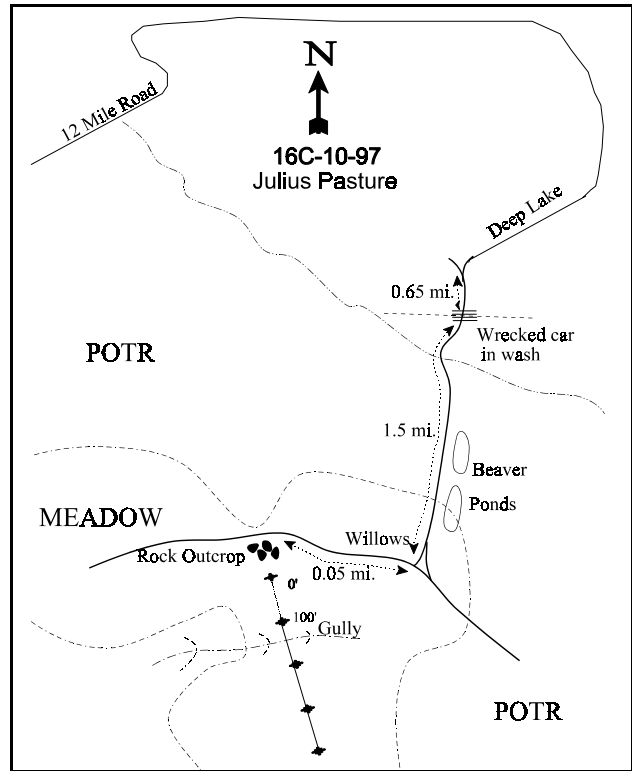 N
12 Mile Road
16C-10-97
Julius Pasture
Deep Lake
0.65 mi.
Wrecked car
in wash
POTR
1.5 mi.
Beaver
Ponds
MEADOW
Willows
Rock Outcrop
0.05 mi.
0'
100'
Gully
POTR